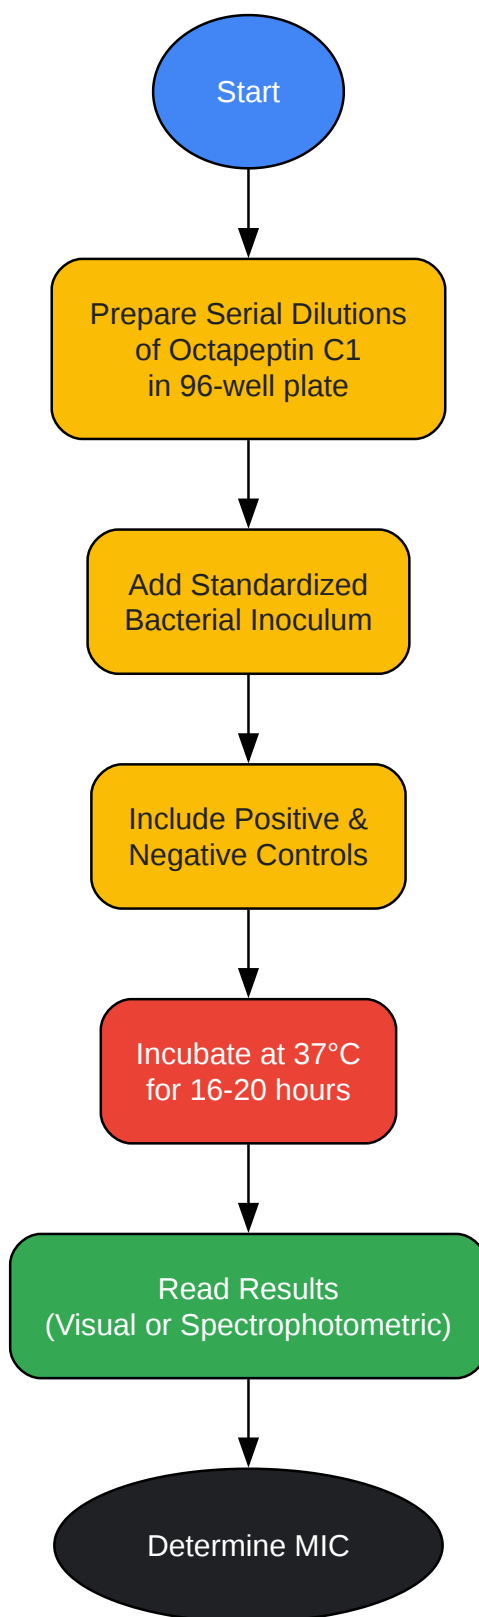 Start
Prepare Serial Dilutions
of Octapeptin C1
in 96-well plate
Add Standardized
Bacterial Inoculum
Include Positive &
Negative Controls
Incubate at 37°C
for 16-20 hours
Read Results
(Visual or Spectrophotometric)
Determine MIC